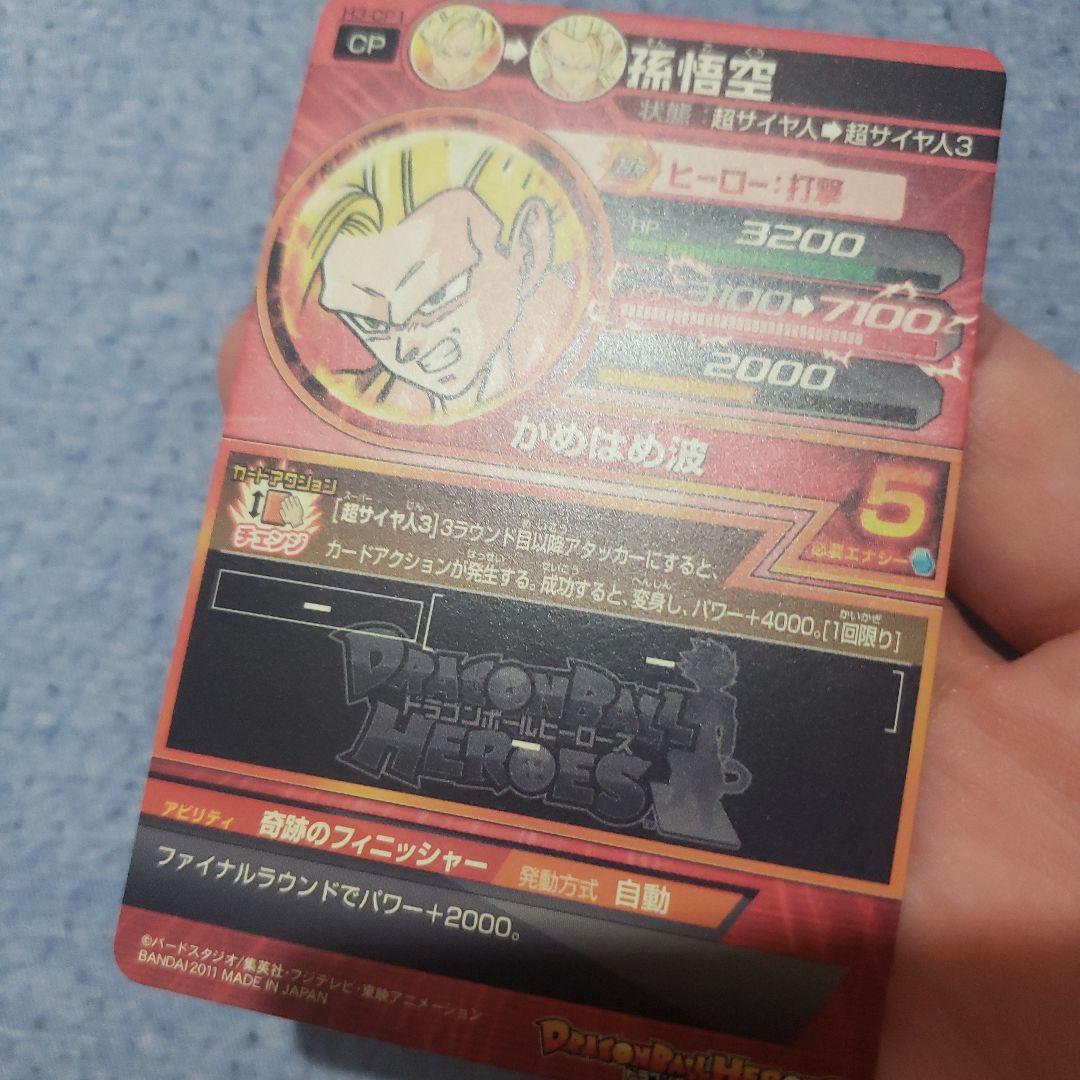 H3-CP1
CP
孫悟空
そん ご くう
状態:超サイヤ人➡超サイヤ人3
ヒーロー:打撃
HP 3200
3100➡7100
2000
かめはめ波
5
必要エナジー
カードアクション
チェンジ
[超サイヤ人3]3ラウンド目以降アタッカーにすると、
カードアクションが発生する。成功すると、変身し、パワー+4000。[1回限り]
DRAGONBALL
ドラゴンボールヒーローズ
HEROES
アビリティ 奇跡のフィニッシャー 発動方式 自動
ファイナルラウンドでパワー+2000。
©バードスタジオ/集英社・フジテレビ・東映アニメーション
BANDAI 2011 MADE IN JAPAN
DRAGONBALL